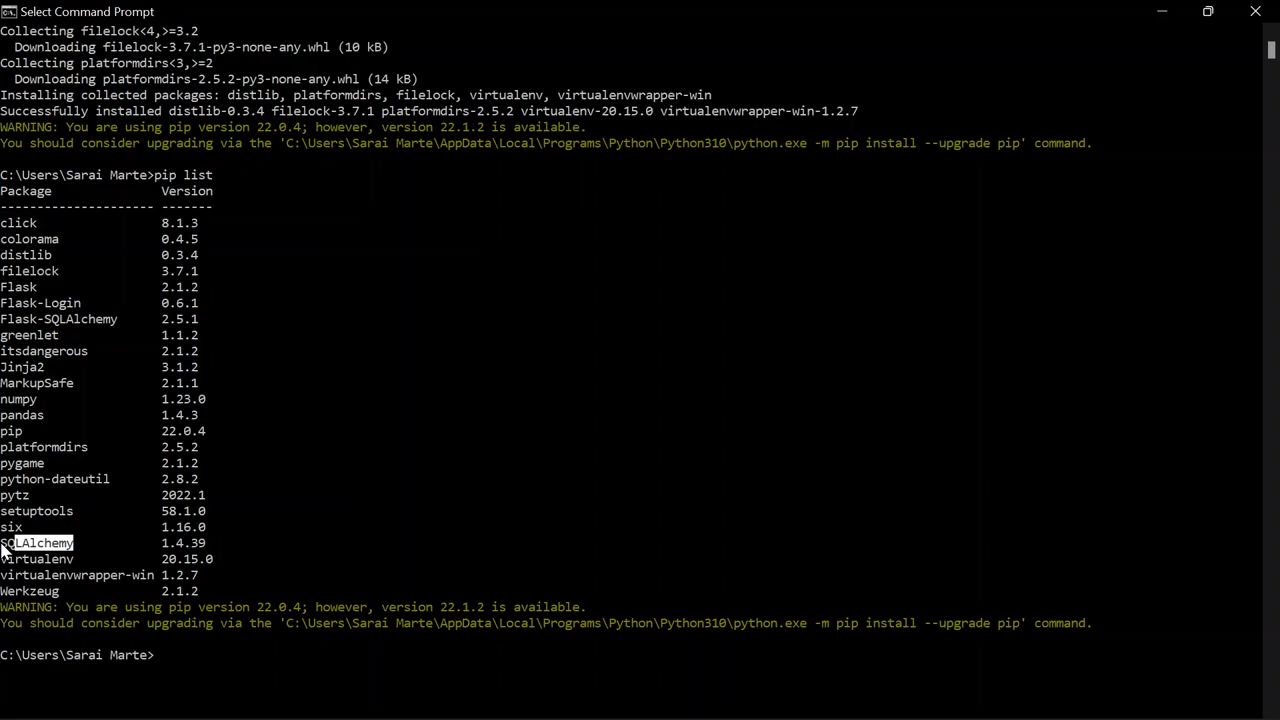 Select Command Prompt
Collecting filelock<4,>=3.2
Downloading filelock-3.7.1-py3-none-any.whl (10 kB)
Collecting platformdirs<3,>=2
Downloading platformdirs-2.5.2-py3-none-any.whl (14 kB)
Installing collected packages: distlib, platformdirs, filelock, virtualenv, virtualenvwrapper-win
Successfully installed distlib-0.3.4 filelock-3.7.1 platformdirs-2.5.2 virtualenv-20.15.0 virtualenvwrapper-win-1.2.7
WARNING: You are using pip version 22.0.4; however, version 22.1.2 is available.
You should consider upgrading via the 'C:\Users\Sarai Marte\AppData\Local\Programs\Python\Python310\python.exe -m pip install --upgrade pip' command.
C:\Users\Sarai Marte>pip list
Package Version
--------------------- -------
click 8.1.3
colorama 0.4.5
distlib 0.3.4
filelock 3.7.1
Flask 2.1.2
Flask-Login 0.6.1
Flask-SQLAlchemy 2.5.1
greenlet 1.1.2
itsdangerous 2.1.2
Jinja2 3.1.2
MarkupSafe 2.1.1
numpy 1.23.0
pandas 1.4.3
pip 22.0.4
platformdirs 2.5.2
pygame 2.1.2
python-dateutil 2.8.2
pytz 2022.1
setuptools 58.1.0
six 1.16.0
SQLAlchemy 1.4.39
virtualenv 20.15.0
virtualenvwrapper-win 1.2.7
Werkzeug 2.1.2
WARNING: You are using pip version 22.0.4; however, version 22.1.2 is available.
You should consider upgrading via the 'C:\Users\Sarai Marte\AppData\Local\Programs\Python\Python310\python.exe -m pip install --upgrade pip' command.
C:\Users\Sarai Marte>